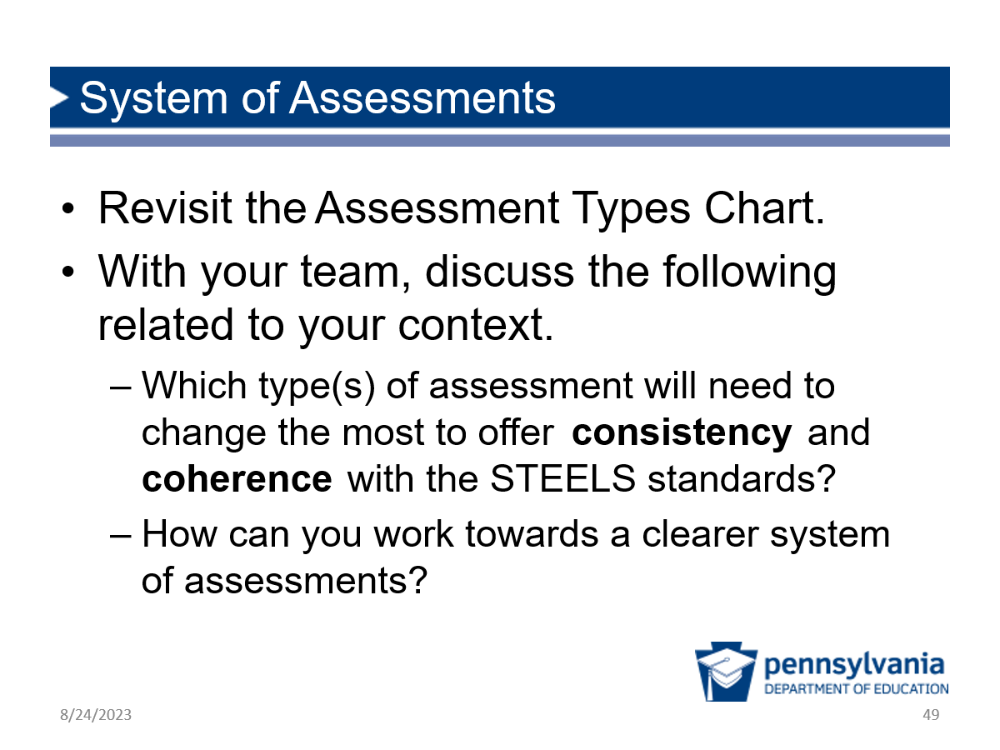 System of Assessments
• Revisit the Assessment Types Chart.
• With your team, discuss the following
related to your context.
– Which type(s) of assessment will need to
change the most to offer consistency and
coherence with the STEELS standards?
– How can you work towards a clearer system
of assessments?
pennsylvania
DEPARTMENT OF EDUCATION
8/24/2023
49